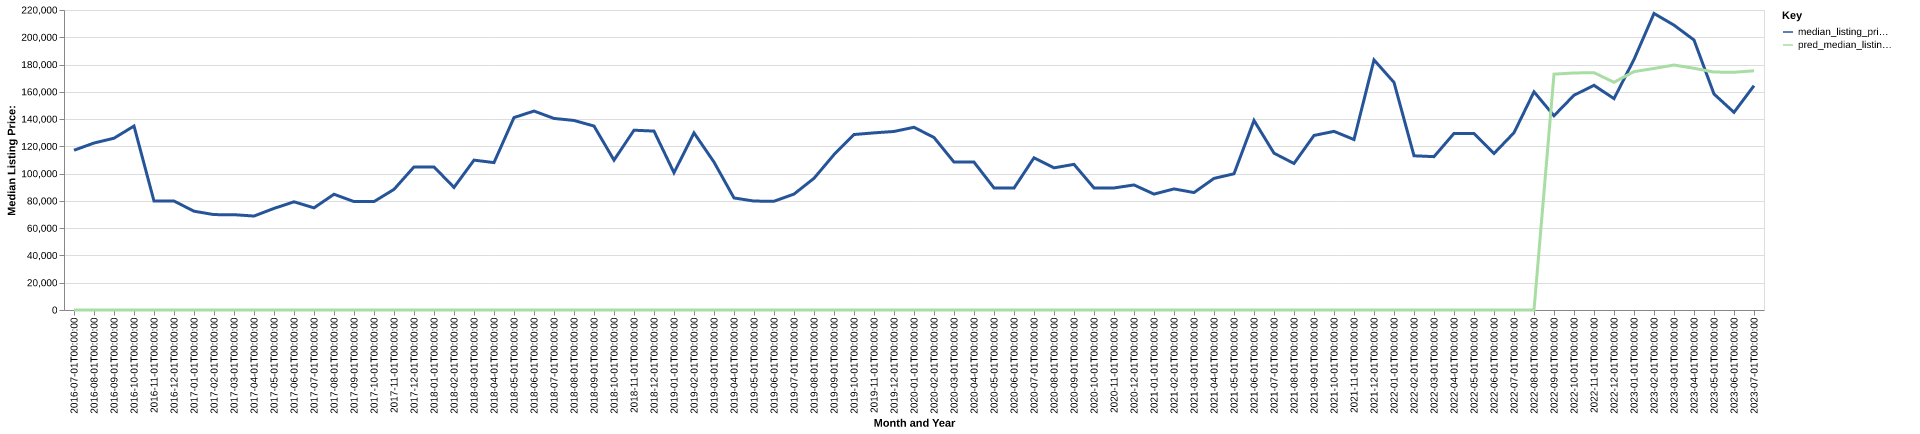 220,000
200,000
180,000
160,000
140,000
120,000
100,000
80,000
60,000
40,000
20,000
0
Median Listing Price:
2016-07-01T00:00:00
2016-08-01T00:00:00
2016-09-01T00:00:00
2016-10-01T00:00:00
2016-11-01T00:00:00
2016-12-01T00:00:00
2017-01-01T00:00:00
2017-02-01T00:00:00
2017-03-01T00:00:00
2017-04-01T00:00:00
2017-05-01T00:00:00
2017-06-01T00:00:00
2017-07-01T00:00:00
2017-08-01T00:00:00
2017-09-01T00:00:00
2017-10-01T00:00:00
2017-11-01T00:00:00
2017-12-01T00:00:00
2018-01-01T00:00:00
2018-02-01T00:00:00
2018-03-01T00:00:00
2018-04-01T00:00:00
2018-05-01T00:00:00
2018-06-01T00:00:00
2018-07-01T00:00:00
2018-08-01T00:00:00
2018-09-01T00:00:00
2018-10-01T00:00:00
2018-11-01T00:00:00
2018-12-01T00:00:00
2019-01-01T00:00:00
2019-02-01T00:00:00
2019-03-01T00:00:00
2019-04-01T00:00:00
2019-05-01T00:00:00
2019-06-01T00:00:00
2019-07-01T00:00:00
2019-08-01T00:00:00
2019-09-01T00:00:00
2019-10-01T00:00:00
2019-11-01T00:00:00
2019-12-01T00:00:00
2020-01-01T00:00:00
2020-02-01T00:00:00
2020-03-01T00:00:00
2020-04-01T00:00:00
2020-05-01T00:00:00
2020-06-01T00:00:00
2020-07-01T00:00:00
2020-08-01T00:00:00
2020-09-01T00:00:00
2020-10-01T00:00:00
2020-11-01T00:00:00
2020-12-01T00:00:00
2021-01-01T00:00:00
2021-02-01T00:00:00
2021-03-01T00:00:00
2021-04-01T00:00:00
2021-05-01T00:00:00
2021-06-01T00:00:00
2021-07-01T00:00:00
2021-08-01T00:00:00
2021-09-01T00:00:00
2021-10-01T00:00:00
2021-11-01T00:00:00
2021-12-01T00:00:00
2022-01-01T00:00:00
2022-02-01T00:00:00
2022-03-01T00:00:00
2022-04-01T00:00:00
2022-05-01T00:00:00
2022-06-01T00:00:00
2022-07-01T00:00:00
2022-08-01T00:00:00
2022-09-01T00:00:00
2022-10-01T00:00:00
2022-11-01T00:00:00
2022-12-01T00:00:00
2023-01-01T00:00:00
2023-02-01T00:00:00
2023-03-01T00:00:00
2023-04-01T00:00:00
2023-05-01T00:00:00
2023-06-01T00:00:00
2023-07-01T00:00:00
Month and Year
Key
median_listing_pri…
pred_median_listin…